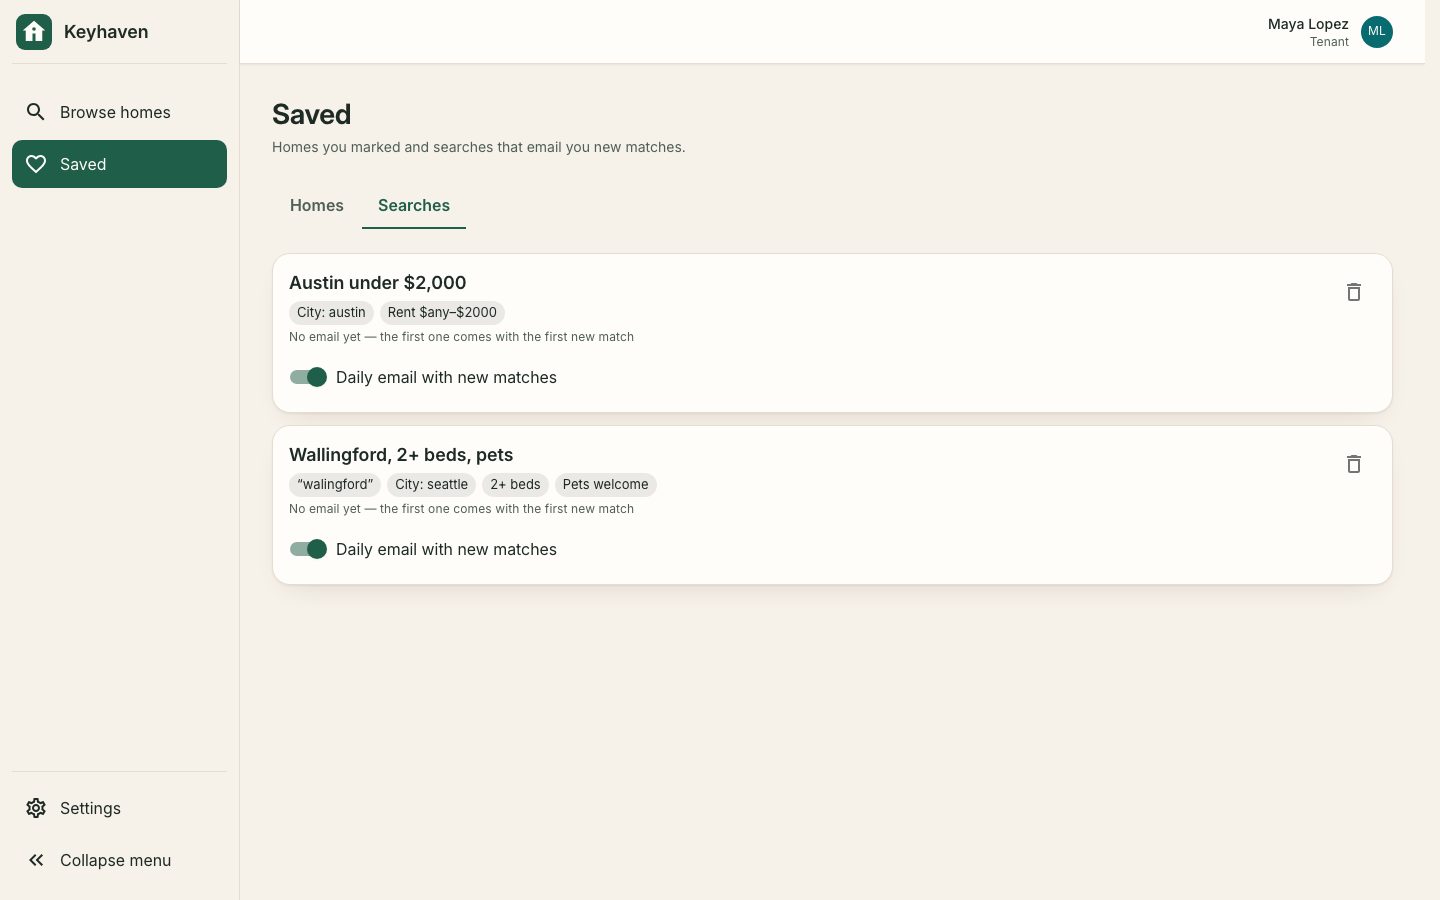 Keyhaven
Maya Lopez
Tenant
ML
Browse homes
Saved
Settings
Collapse menu
Saved
Homes you marked and searches that email you new matches.
Homes Searches
Austin under $2,000
City: austin Rent $any–$2000
No email yet — the first one comes with the first new match
Daily email with new matches
Wallingford, 2+ beds, pets
“walingford” City: seattle 2+ beds Pets welcome
No email yet — the first one comes with the first new match
Daily email with new matches